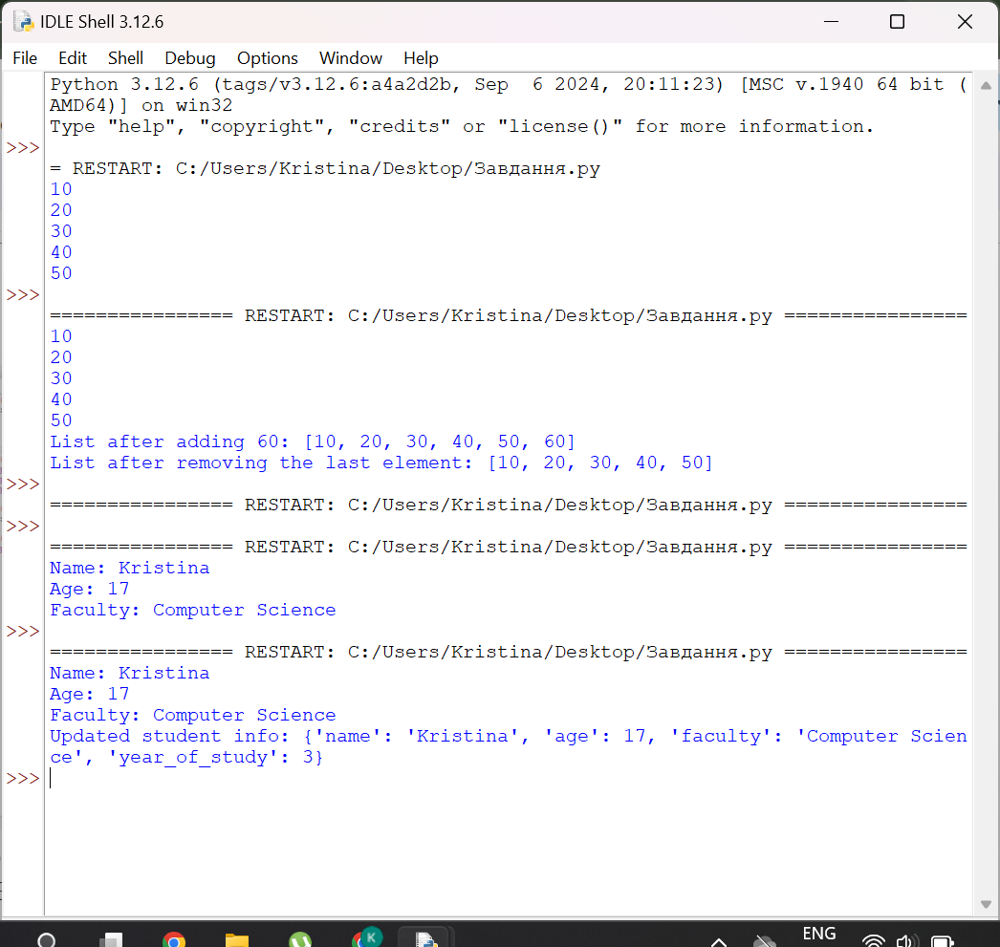 IDLE Shell 3.12.6
File Edit Shell Debug Options Window Help
Python 3.12.6 (tags/v3.12.6:a4a2d2b, Sep  6 2024, 20:11:23) [MSC v.1940 64 bit (
AMD64)] on win32
Type "help", "copyright", "credits" or "license()" for more information.
>>>
= RESTART: C:/Users/Kristina/Desktop/Завдання.py
10
20
30
40
50
>>>
================ RESTART: C:/Users/Kristina/Desktop/Завдання.py ================
10
20
30
40
50
List after adding 60: [10, 20, 30, 40, 50, 60]
List after removing the last element: [10, 20, 30, 40, 50]
>>>
================ RESTART: C:/Users/Kristina/Desktop/Завдання.py ================
>>>
================ RESTART: C:/Users/Kristina/Desktop/Завдання.py ================
Name: Kristina
Age: 17
Faculty: Computer Science
>>>
================ RESTART: C:/Users/Kristina/Desktop/Завдання.py ================
Name: Kristina
Age: 17
Faculty: Computer Science
Updated student info: {'name': 'Kristina', 'age': 17, 'faculty': 'Computer Scien
ce', 'year_of_study': 3}
>>>
K
ENG